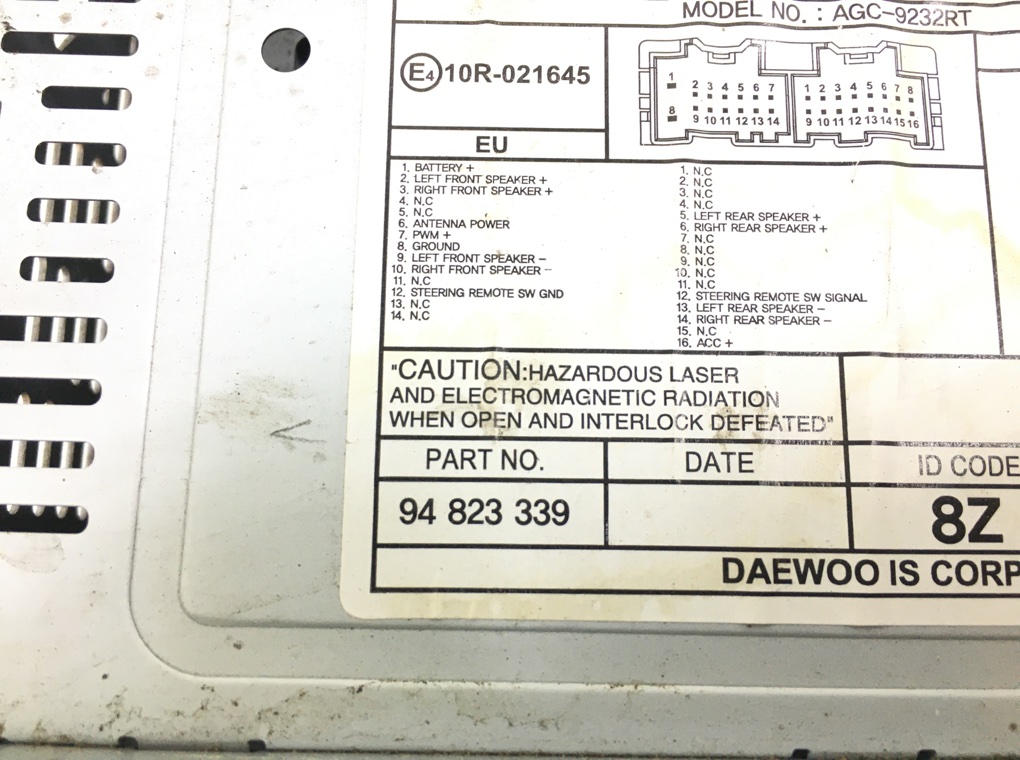 MODEL NO. : AGC-9232RT
E4 10R-021645
EU
1 2 3 4 5 6 7
8 9 10 11 12 13 14
1 2 3 4 5 6 7 8
9 10 11 12 13 14 15 16
1. BATTERY +
2. LEFT FRONT SPEAKER +
3. RIGHT FRONT SPEAKER +
4. N.C
5. N.C
6. ANTENNA POWER
7. PWM +
8. GROUND
9. LEFT FRONT SPEAKER -
10. RIGHT FRONT SPEAKER -
11. N.C
12. STEERING REMOTE SW GND
13. N.C
14. N.C
1. N.C
2. N.C
3. N.C
4. N.C
5. LEFT REAR SPEAKER +
6. RIGHT REAR SPEAKER +
7. N.C
8. N.C
9. N.C
10. N.C
11. N.C
12. STEERING REMOTE SW SIGNAL
13. LEFT REAR SPEAKER -
14. RIGHT REAR SPEAKER -
15. N.C
16. ACC +
"CAUTION:HAZARDOUS LASER
AND ELECTROMAGNETIC RADIATION
WHEN OPEN AND INTERLOCK DEFEATED"
PART NO. DATE ID CODE
94 823 339 8Z
DAEWOO IS CORP